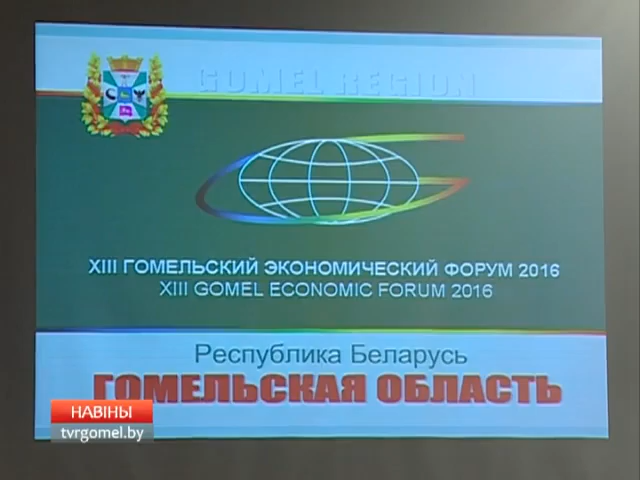 GOMEL REGION
XIII ГОМЕЛЬСКИЙ ЭКОНОМИЧЕСКИЙ ФОРУМ 2016
XIII GOMEL ECONOMIC FORUM 2016
Республика Беларусь
ГОМЕЛЬСКАЯ ОБЛАСТЬ
НАВІНЫ
tvrgomel.by